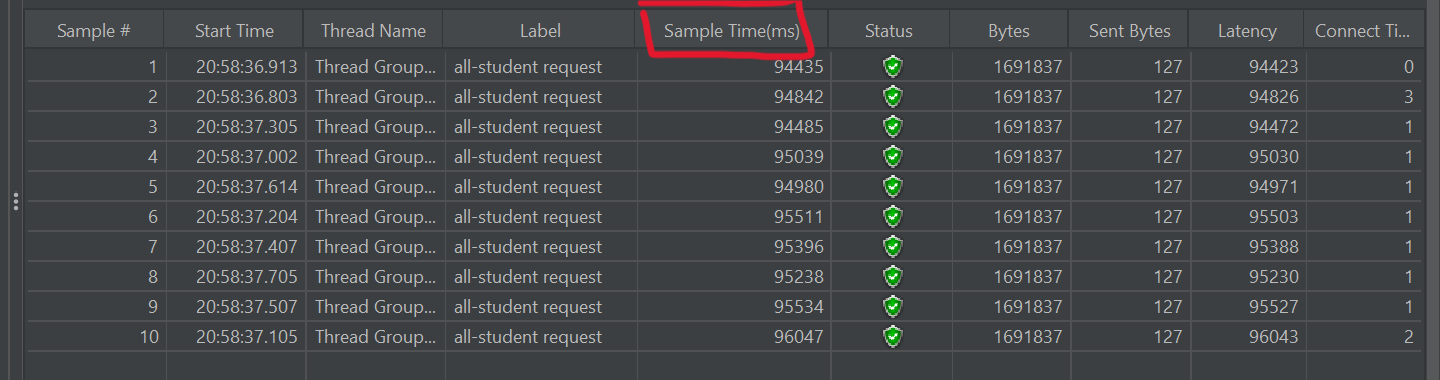 Sample # Start Time Thread Name Label Sample Time(ms) Status Bytes Sent Bytes Latency Connect Ti...
1 20:58:36.913 Thread Group... all-student request 94435 1691837 127 94423 0
2 20:58:36.803 Thread Group... all-student request 94842 1691837 127 94826 3
3 20:58:37.305 Thread Group... all-student request 94485 1691837 127 94472 1
4 20:58:37.002 Thread Group... all-student request 95039 1691837 127 95030 1
5 20:58:37.614 Thread Group... all-student request 94980 1691837 127 94971 1
6 20:58:37.204 Thread Group... all-student request 95511 1691837 127 95503 1
7 20:58:37.407 Thread Group... all-student request 95396 1691837 127 95388 1
8 20:58:37.705 Thread Group... all-student request 95238 1691837 127 95230 1
9 20:58:37.507 Thread Group... all-student request 95534 1691837 127 95527 1
10 20:58:37.105 Thread Group... all-student request 96047 1691837 127 96043 2